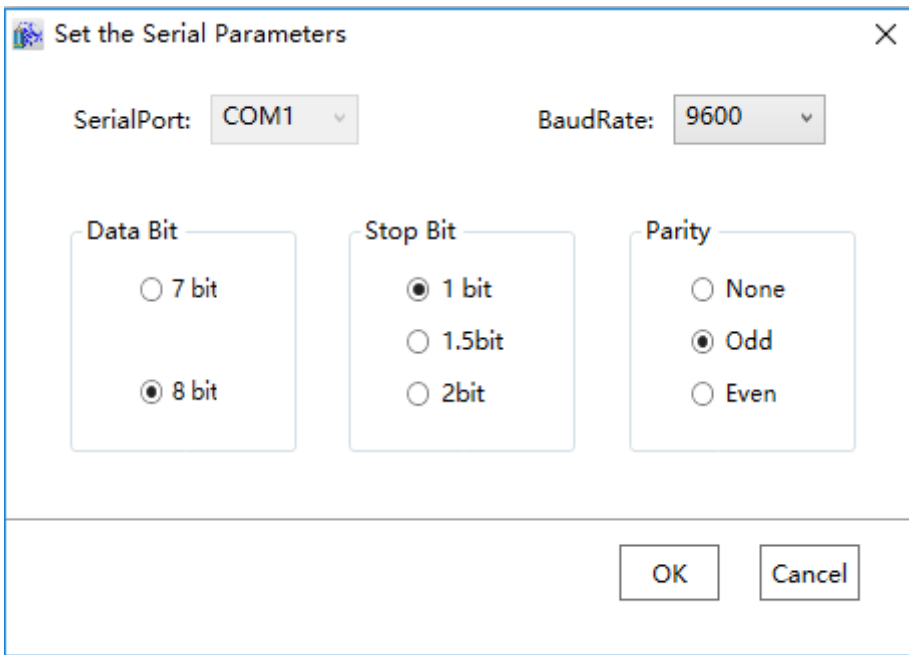 Set the Serial Parameters
SerialPort: COM1 BaudRate: 9600
Data Bit Stop Bit Parity
7 bit 1 bit None
1.5bit Odd
8 bit 2bit Even
OK Cancel